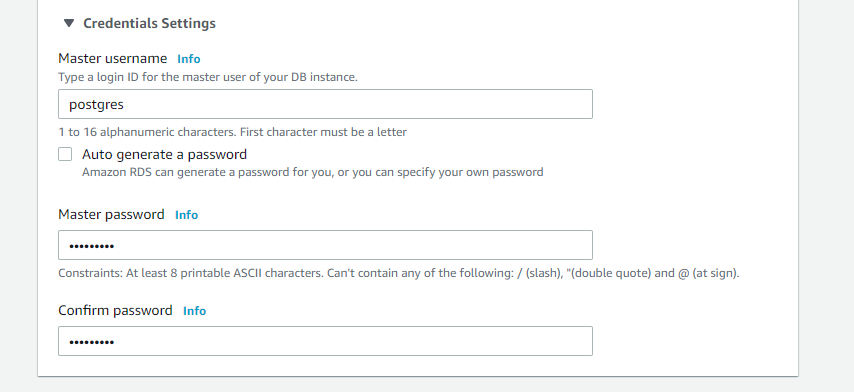 Credentials Settings
Master username Info
Type a login ID for the master user of your DB instance.
postgres
1 to 16 alphanumeric characters. First character must be a letter
Auto generate a password
Amazon RDS can generate a password for you, or you can specify your own password
Master password Info
•••••••••
Constraints: At least 8 printable ASCII characters. Can't contain any of the following: / (slash), "(double quote) and @ (at sign).
Confirm password Info
•••••••••